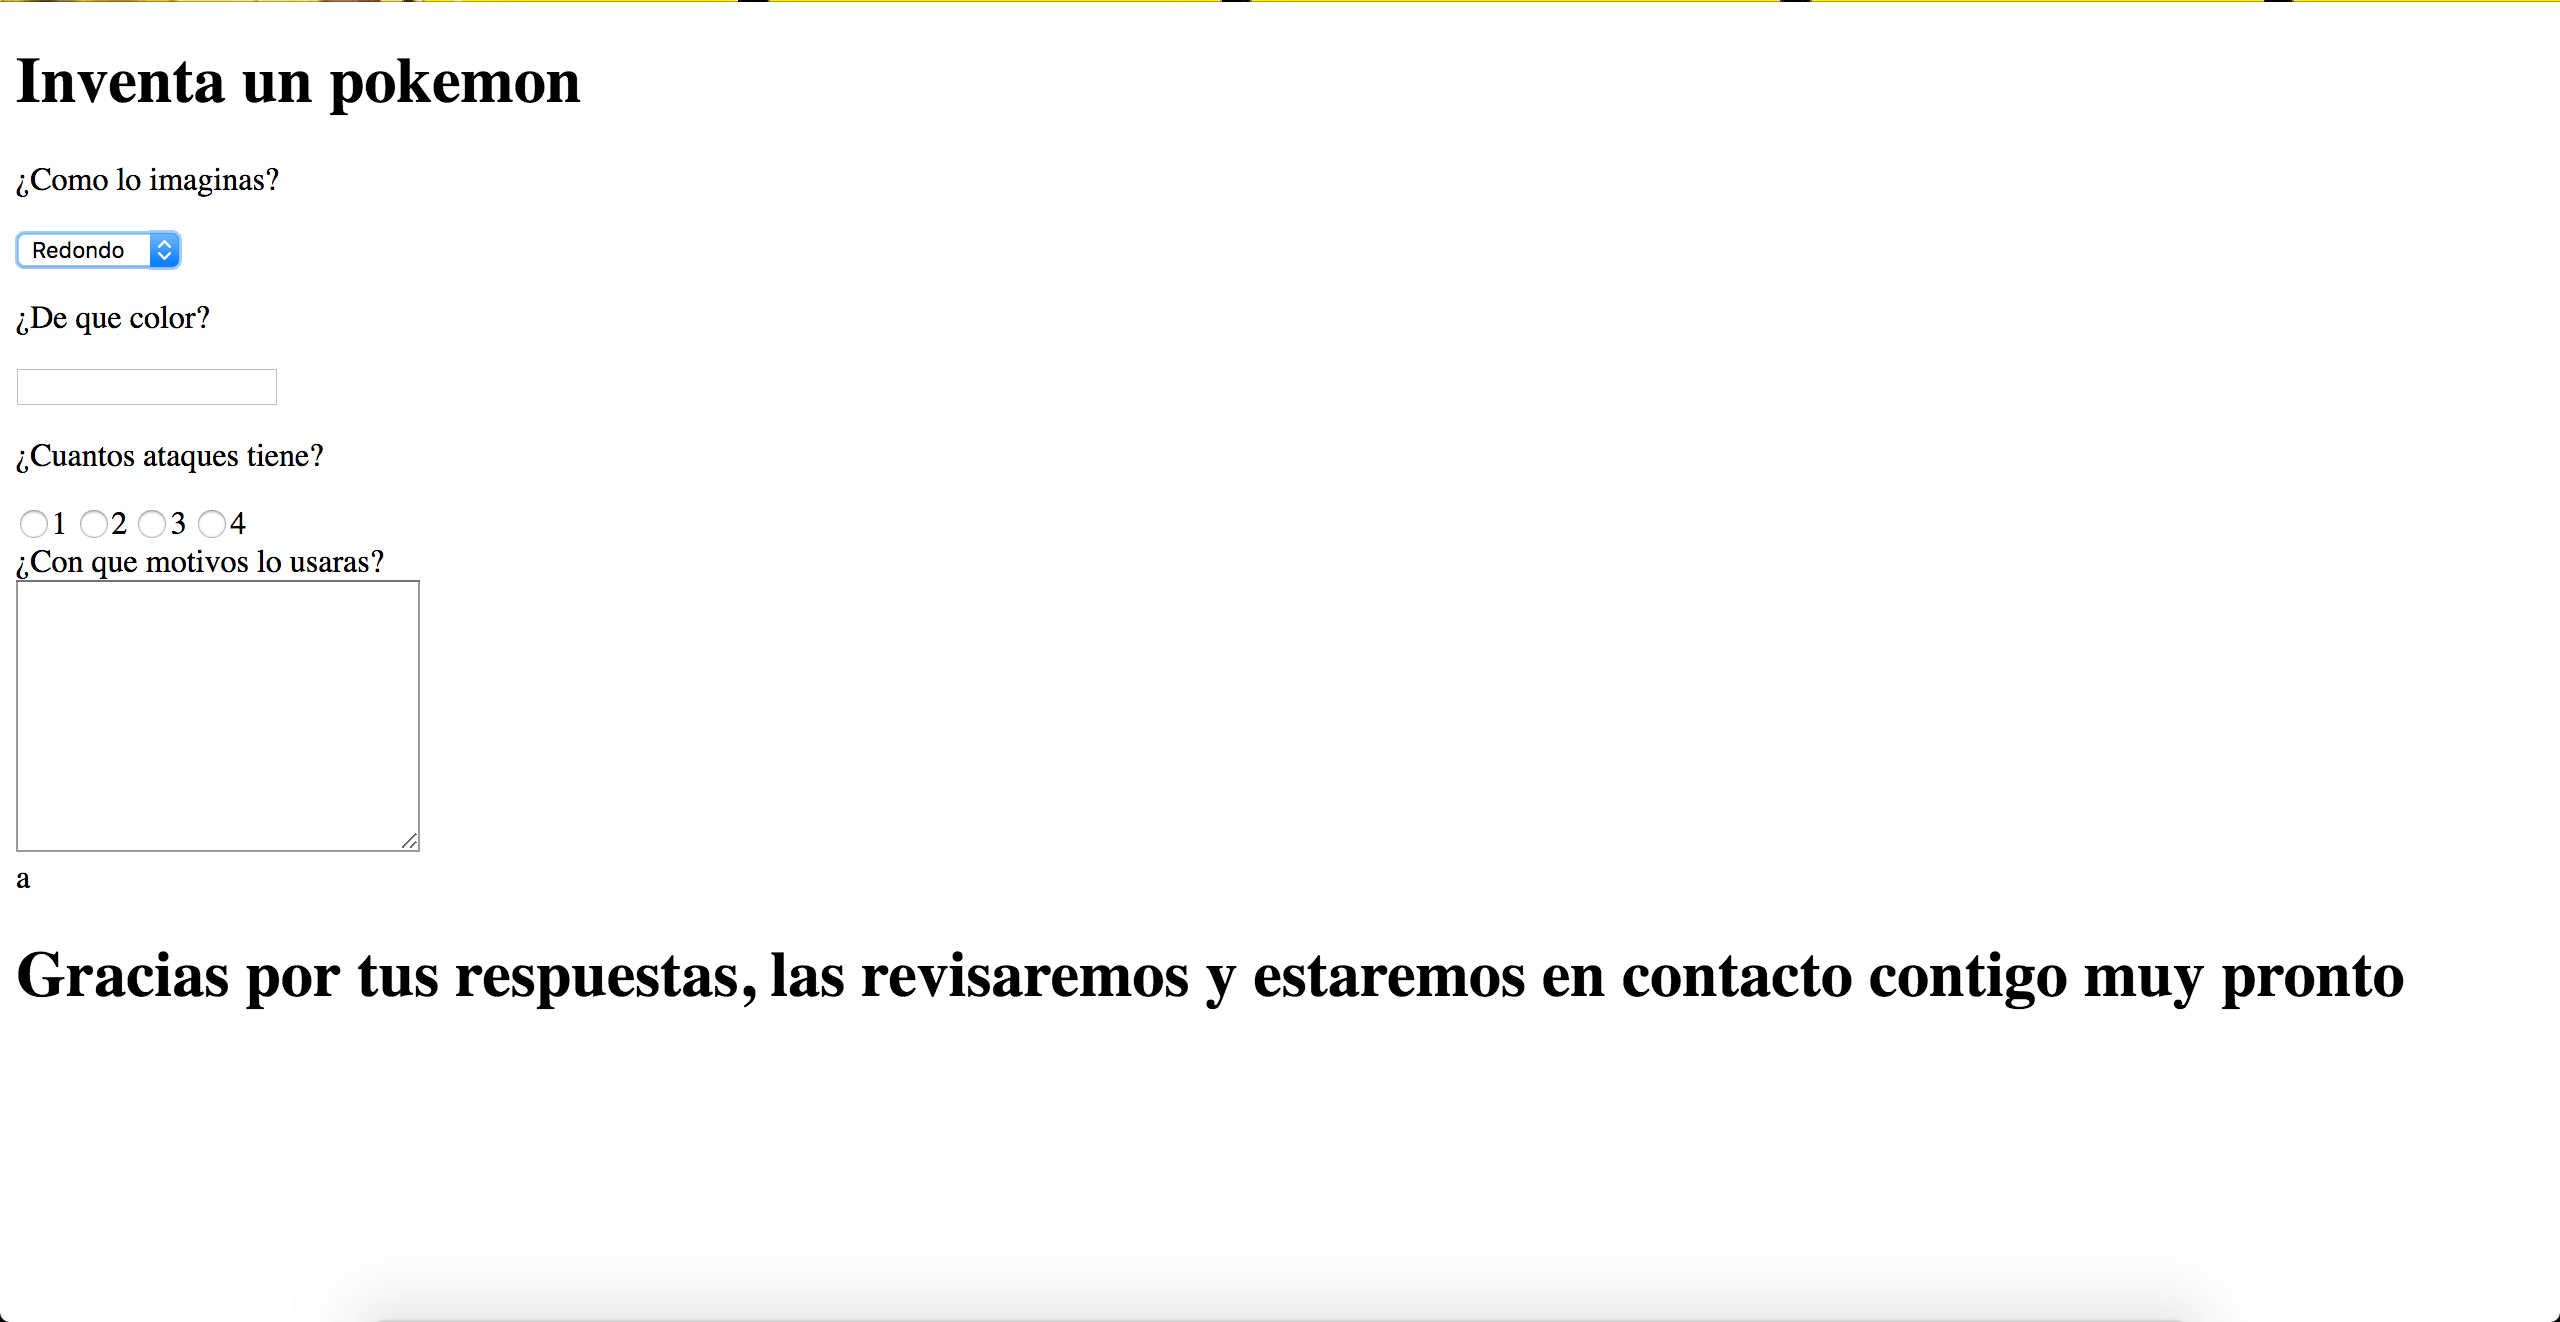 Inventa un pokemon
¿Como lo imaginas?
Redondo
¿De que color?
¿Cuantos ataques tiene?
1 2 3 4
¿Con que motivos lo usaras?
a
Gracias por tus respuestas, las revisaremos y estaremos en contacto contigo muy pronto